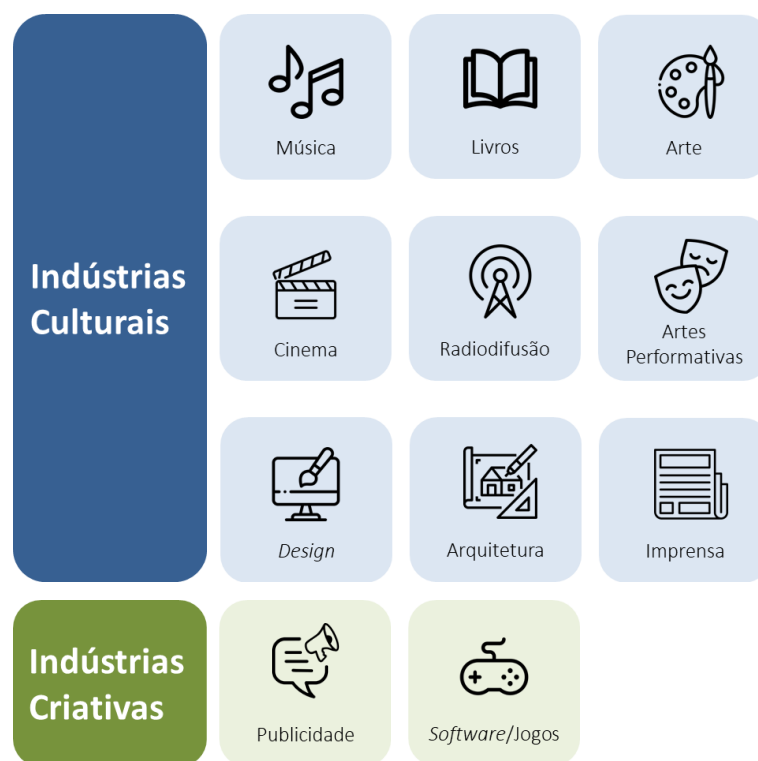 Indústrias
Culturais
Música
Livros
Arte
Cinema
Radiodifusão
Artes
Performativas
Design
Arquitetura
Imprensa
Indústrias
Criativas
Publicidade
Software/Jogos